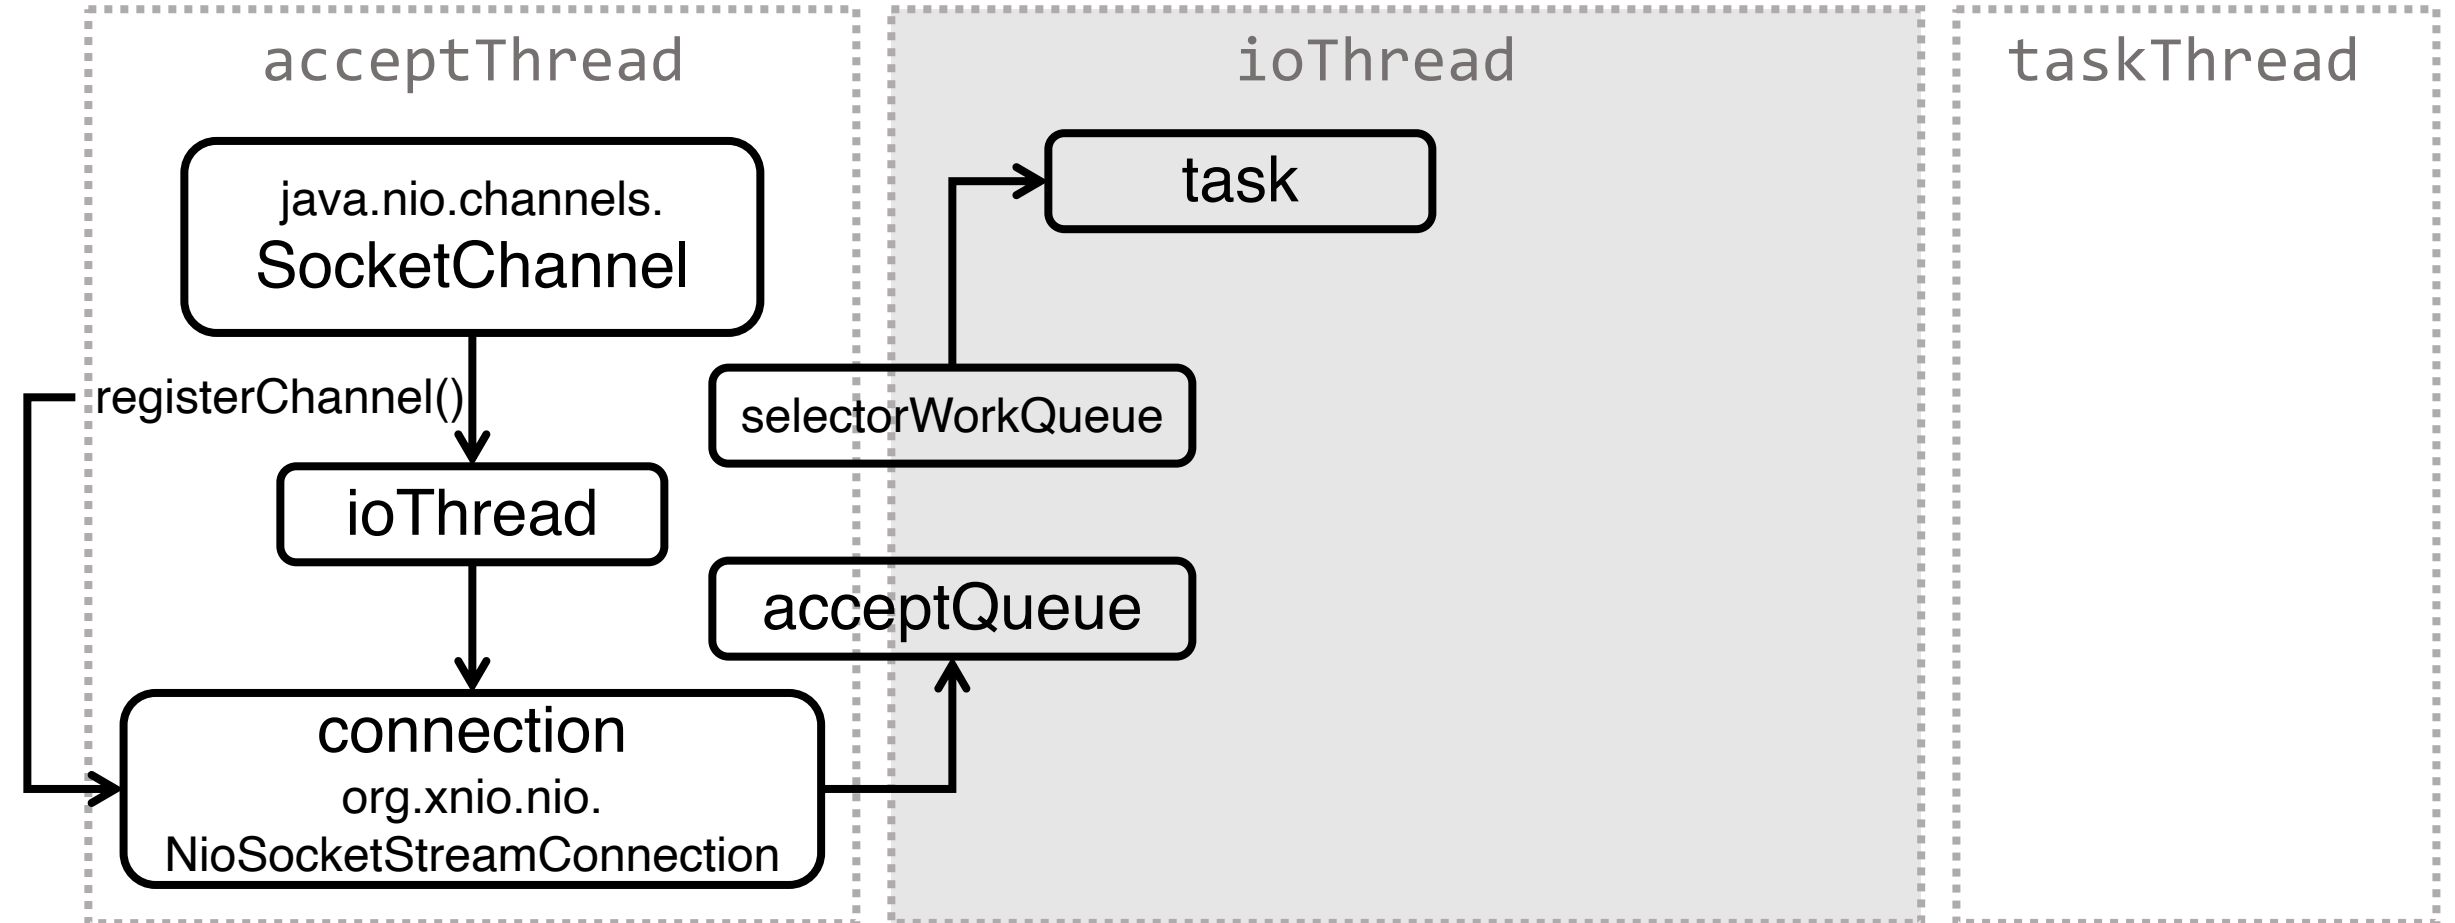 acceptThread
ioThread
taskThread
java.nio.channels.
SocketChannel
task
registerChannel()
selectorWorkQueue
ioThread
acceptQueue
connection
org.xnio.nio.
NioSocketStreamConnection